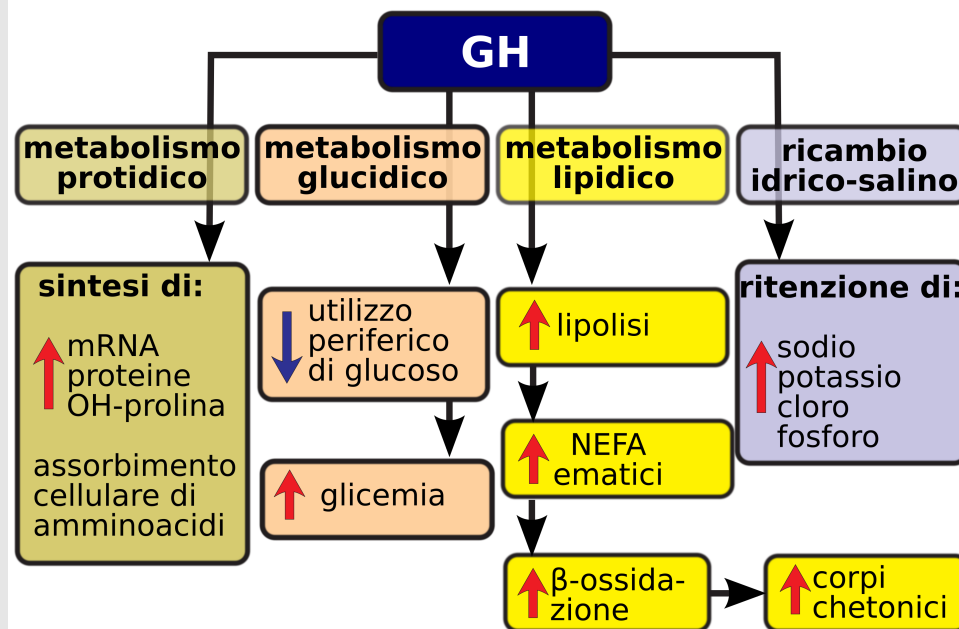 GH
metabolismo
protidico
metabolismo
glucidico
metabolismo
lipidico
ricambio
idrico-salino
sintesi di:
mRNA
proteine
OH-prolina
assorbimento
cellulare di
amminoacidi
utilizzo
periferico
di glucoso
glicemia
lipolisi
NEFA
ematici
β-ossida-
zione
corpi
chetonici
ritenzione di:
sodio
potassio
cloro
fosforo